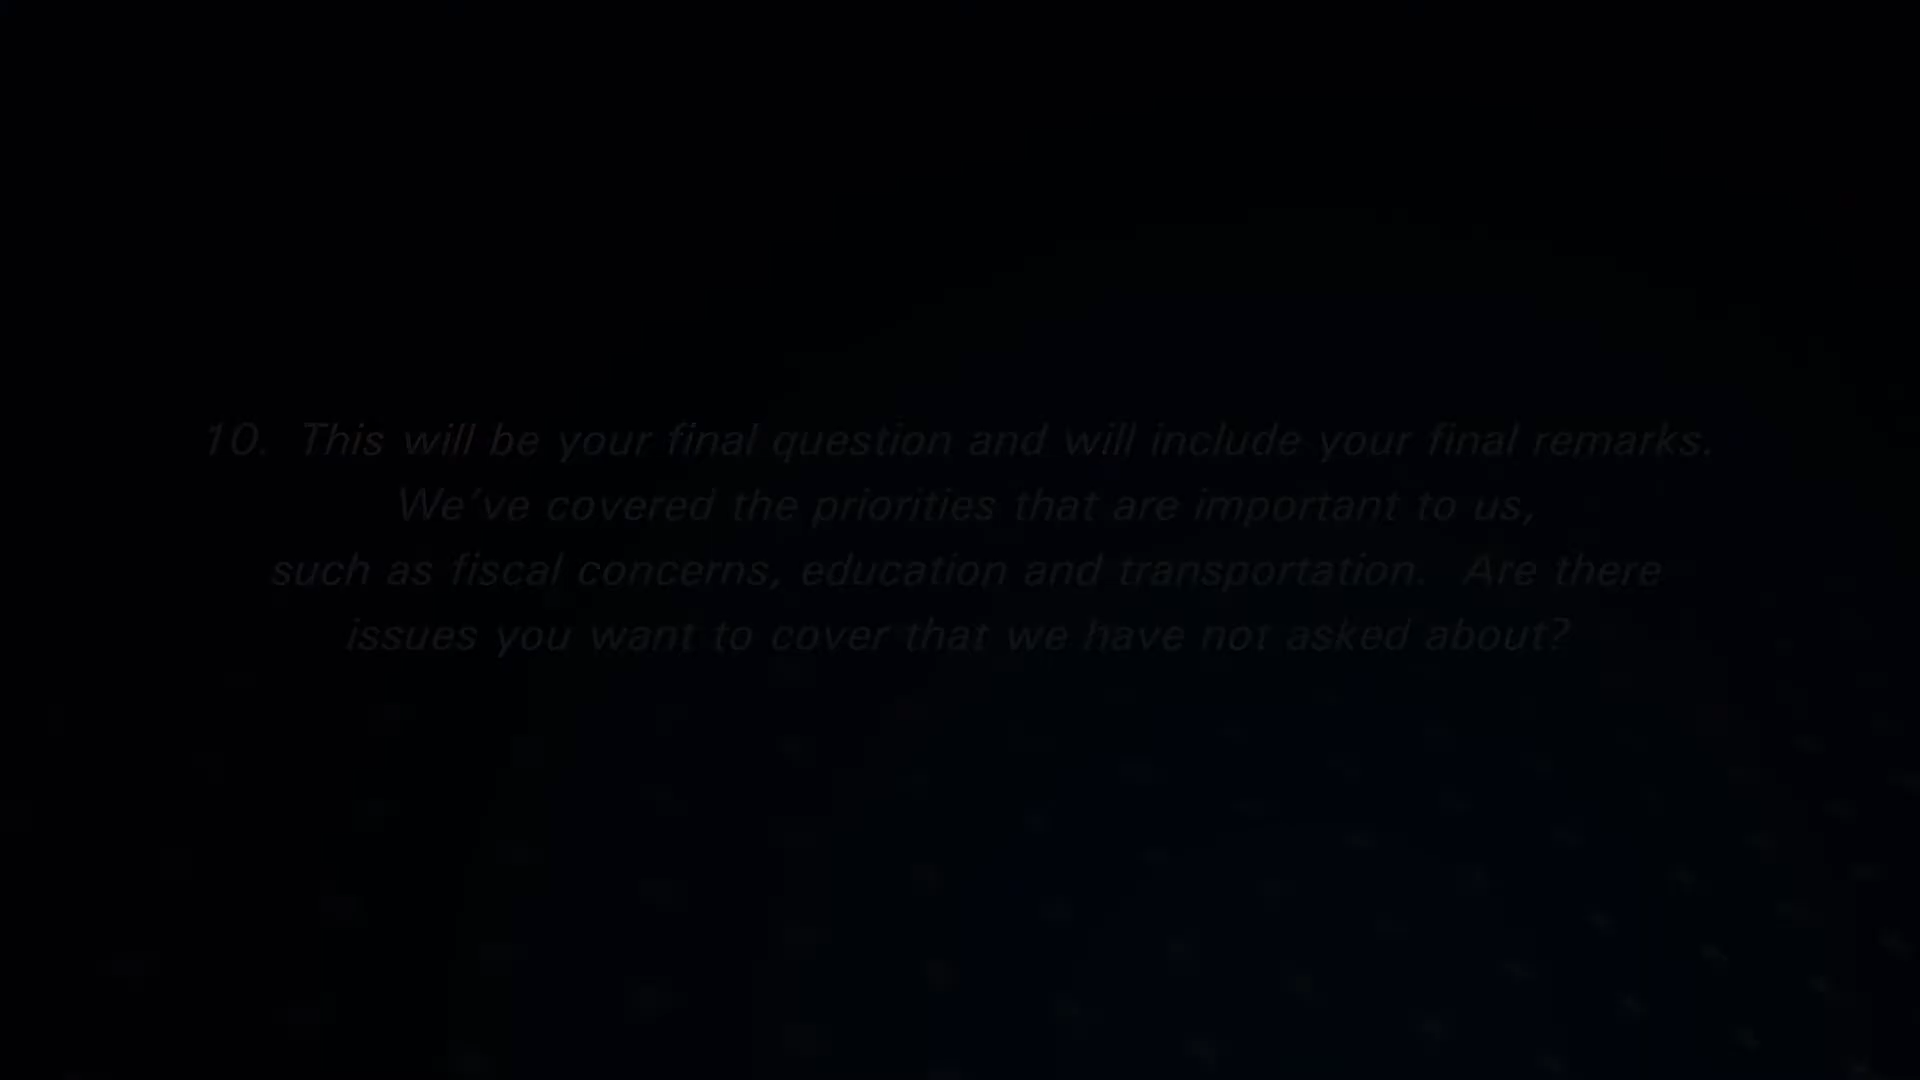 10. This will be your final question and will include your final remarks.
We've covered the priorities that are important to us,
such as fiscal concerns, education and transportation. Are there
issues you want to cover that we have not asked about?